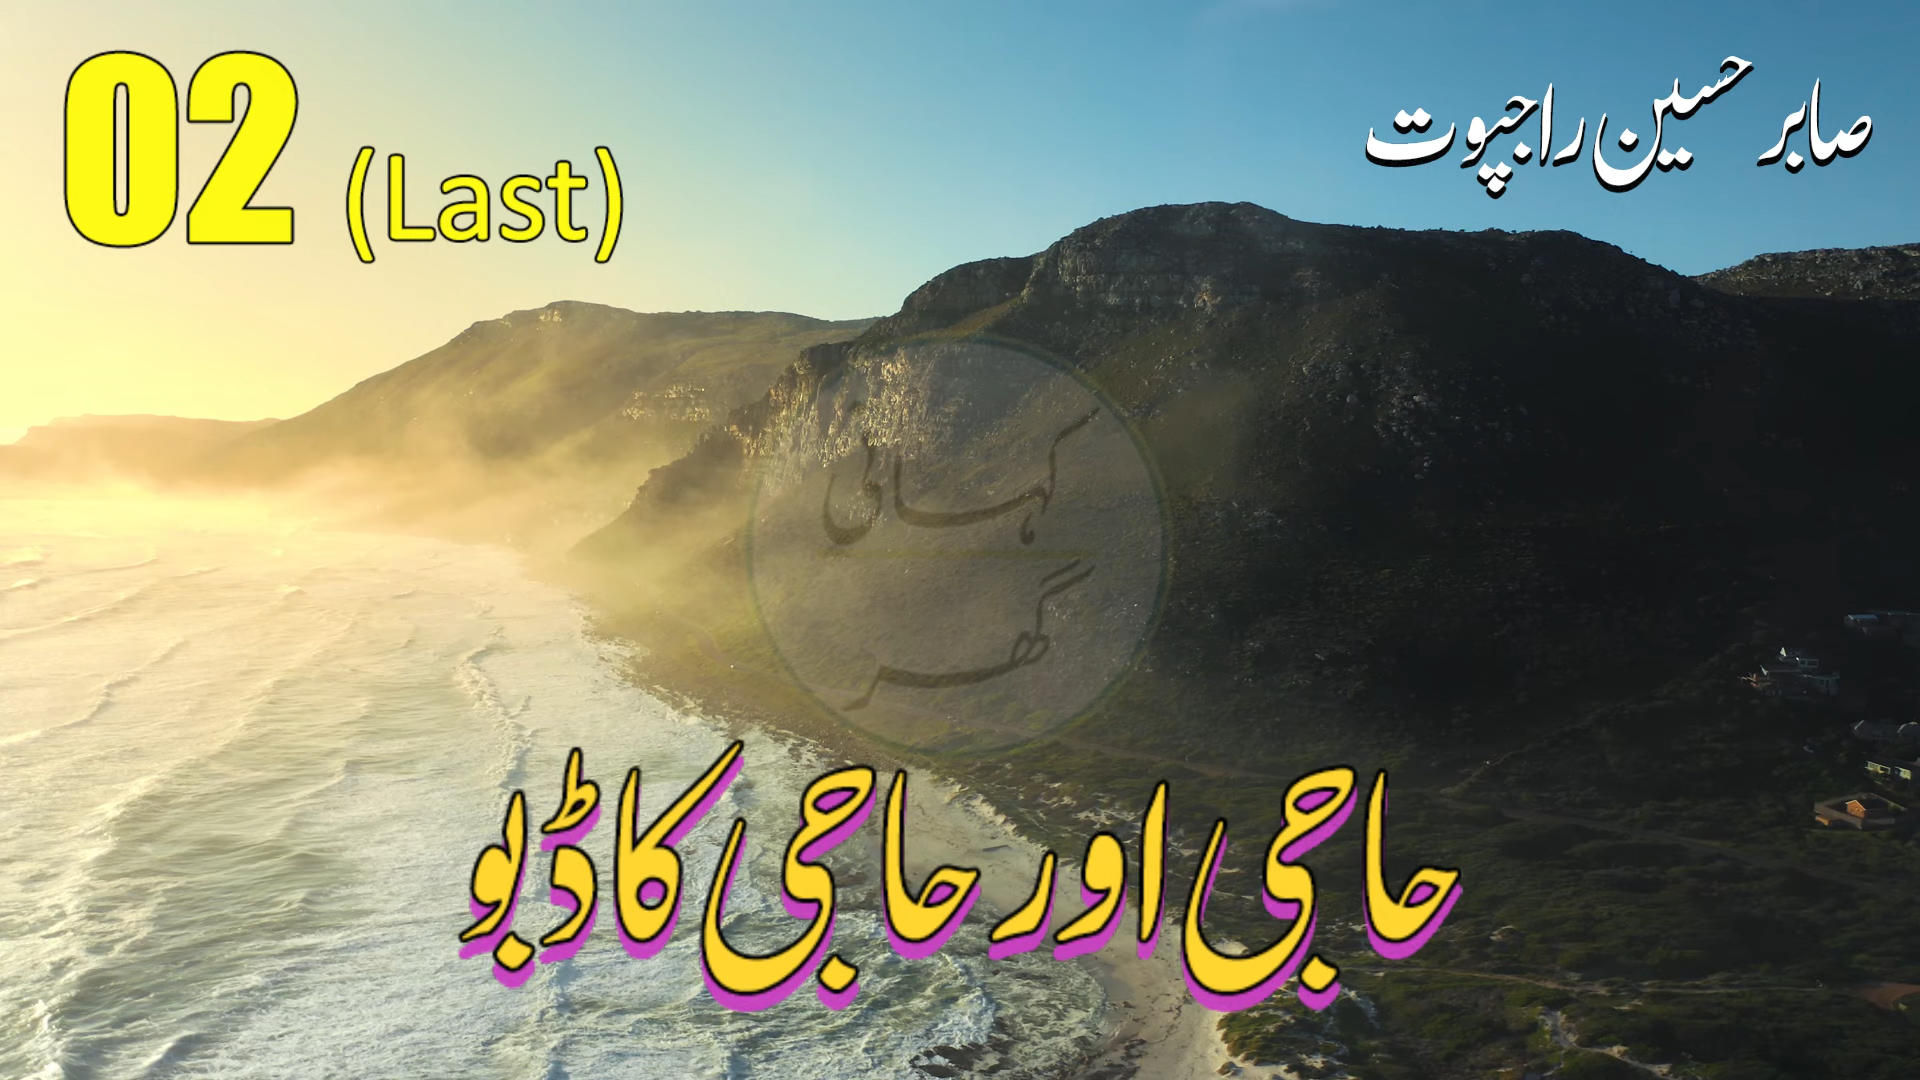 02 (Last)
صابر حسین راجپوت
کہانی
گھر
حاجی اور حاجی کا ڈبو